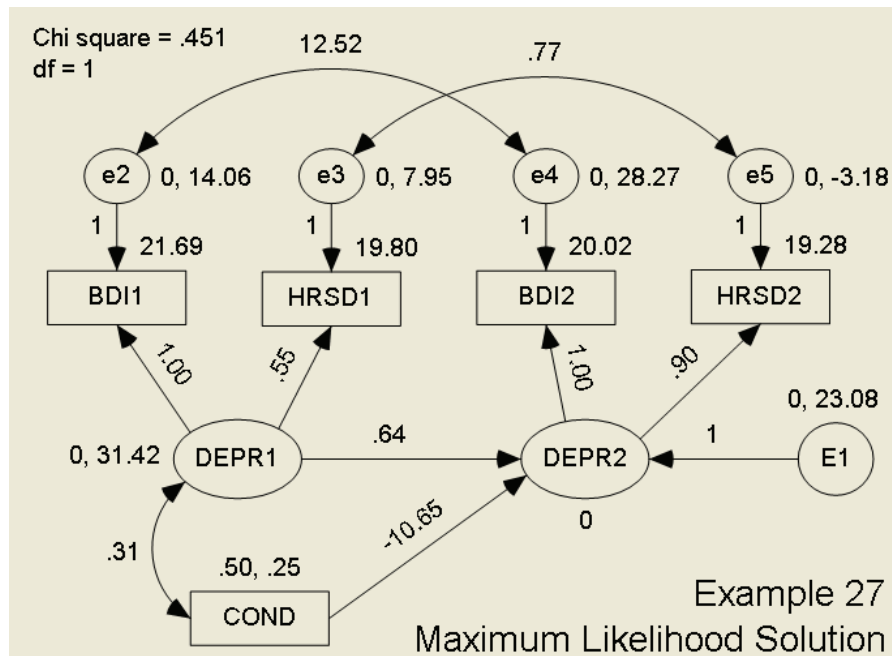 Chi square = .451
df = 1
12.52
.77
e2
0, 14.06
e3
0, 7.95
e4
0, 28.27
e5
0, -3.18
1
21.69
1
19.80
1
20.02
1
19.28
BDI1
HRSD1
BDI2
HRSD2
1.00
.55
1.00
.90
0, 31.42
DEPR1
.64
DEPR2
0
1
0, 23.08
E1
.31
-10.65
.50, .25
COND
Example 27
Maximum Likelihood Solution